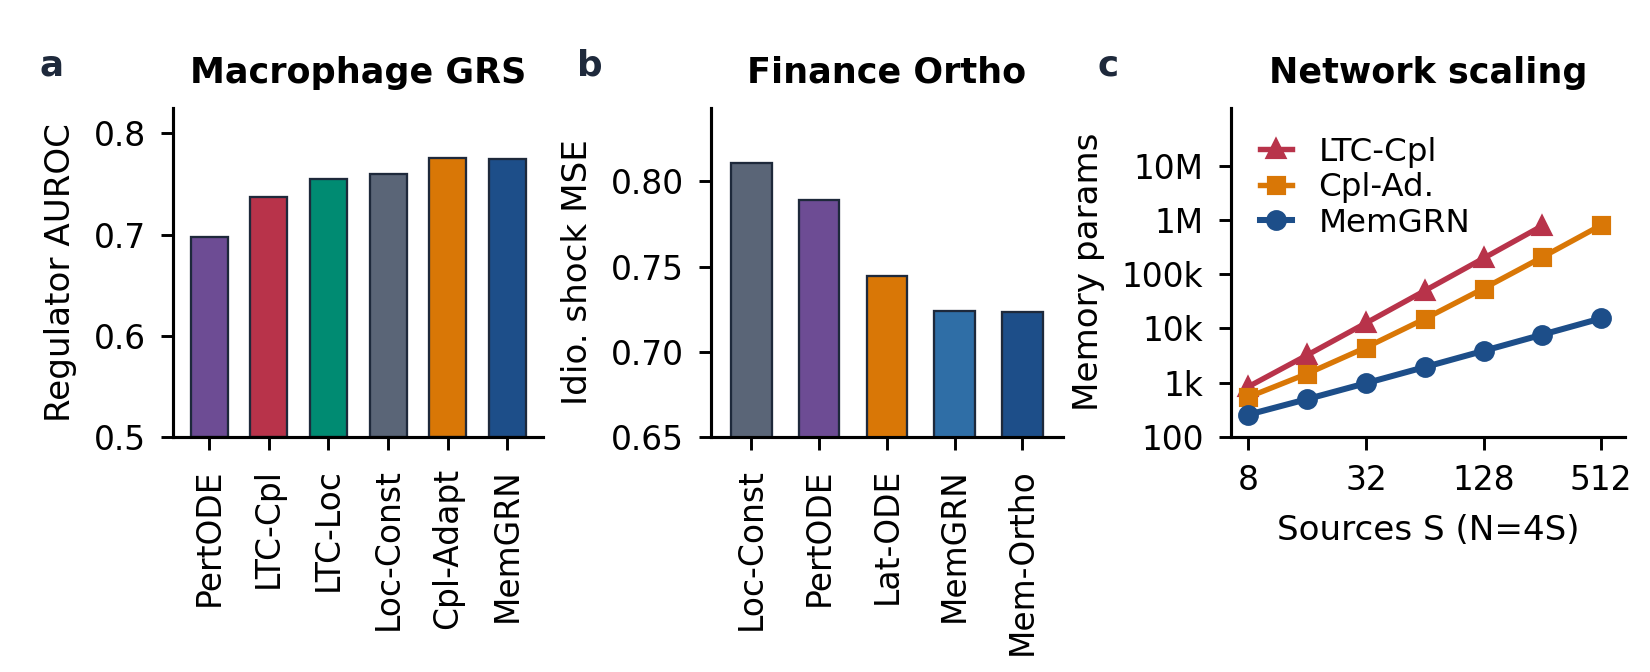 a
Macrophage GRS
Regulator AUROC
0.8
0.7
0.6
0.5
PertODE
LTC-Cpl
LTC-Loc
Loc-Const
Cpl-Adapt
MemGRN
b
Finance Ortho
Idio. shock MSE
0.80
0.75
0.70
0.65
Loc-Const
PertODE
Lat-ODE
MemGRN
Mem-Ortho
c
Network scaling
Memory params
10M
1M
100k
10k
1k
100
LTC-Cpl
Cpl-Ad.
MemGRN
8 32 128 512
Sources S (N=4S)